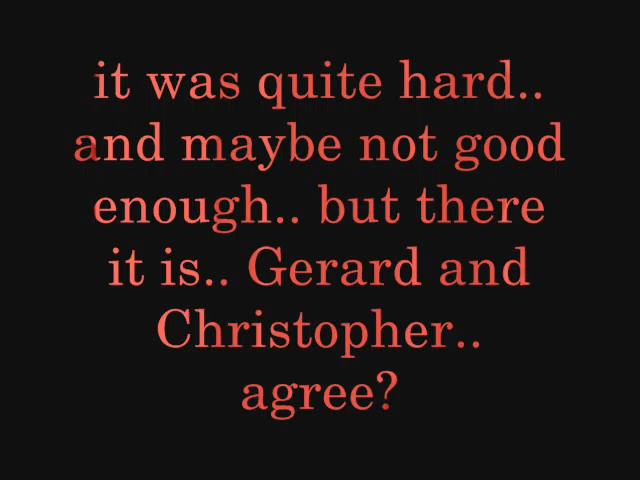 it was quite hard..
and maybe not good
enough.. but there
it is.. Gerard and
Christopher..
agree?